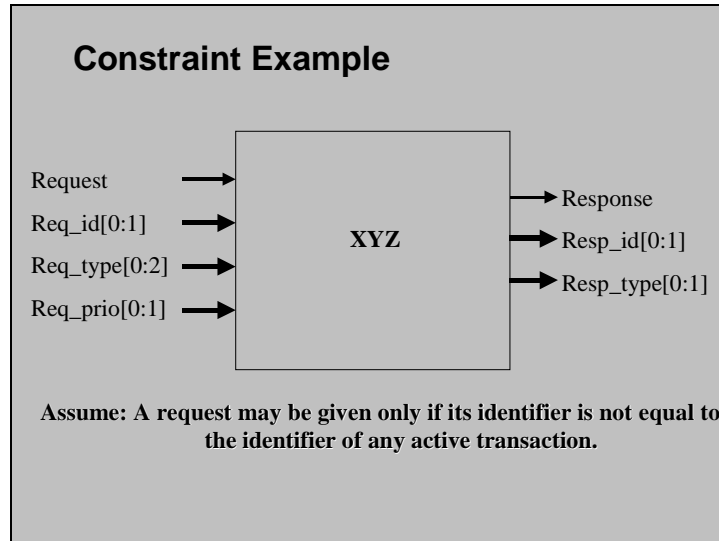 Constraint Example
Request
Req_id[0:1]
Req_type[0:2]
Req_prio[0:1]
XYZ
Response
Resp_id[0:1]
Resp_type[0:1]
Assume: A request may be given only if its identifier is not equal to
the identifier of any active transaction.